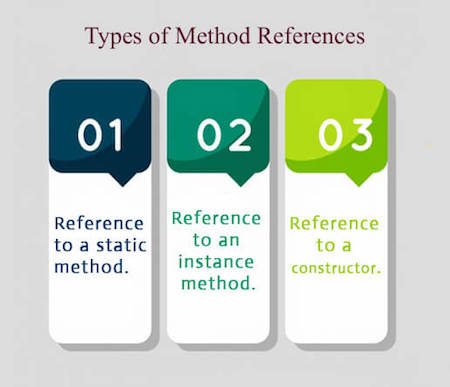 Types of Method References
01
Reference
to a static
method.
02
Reference
to an
instance
method.
03
Reference
to a
constructor.